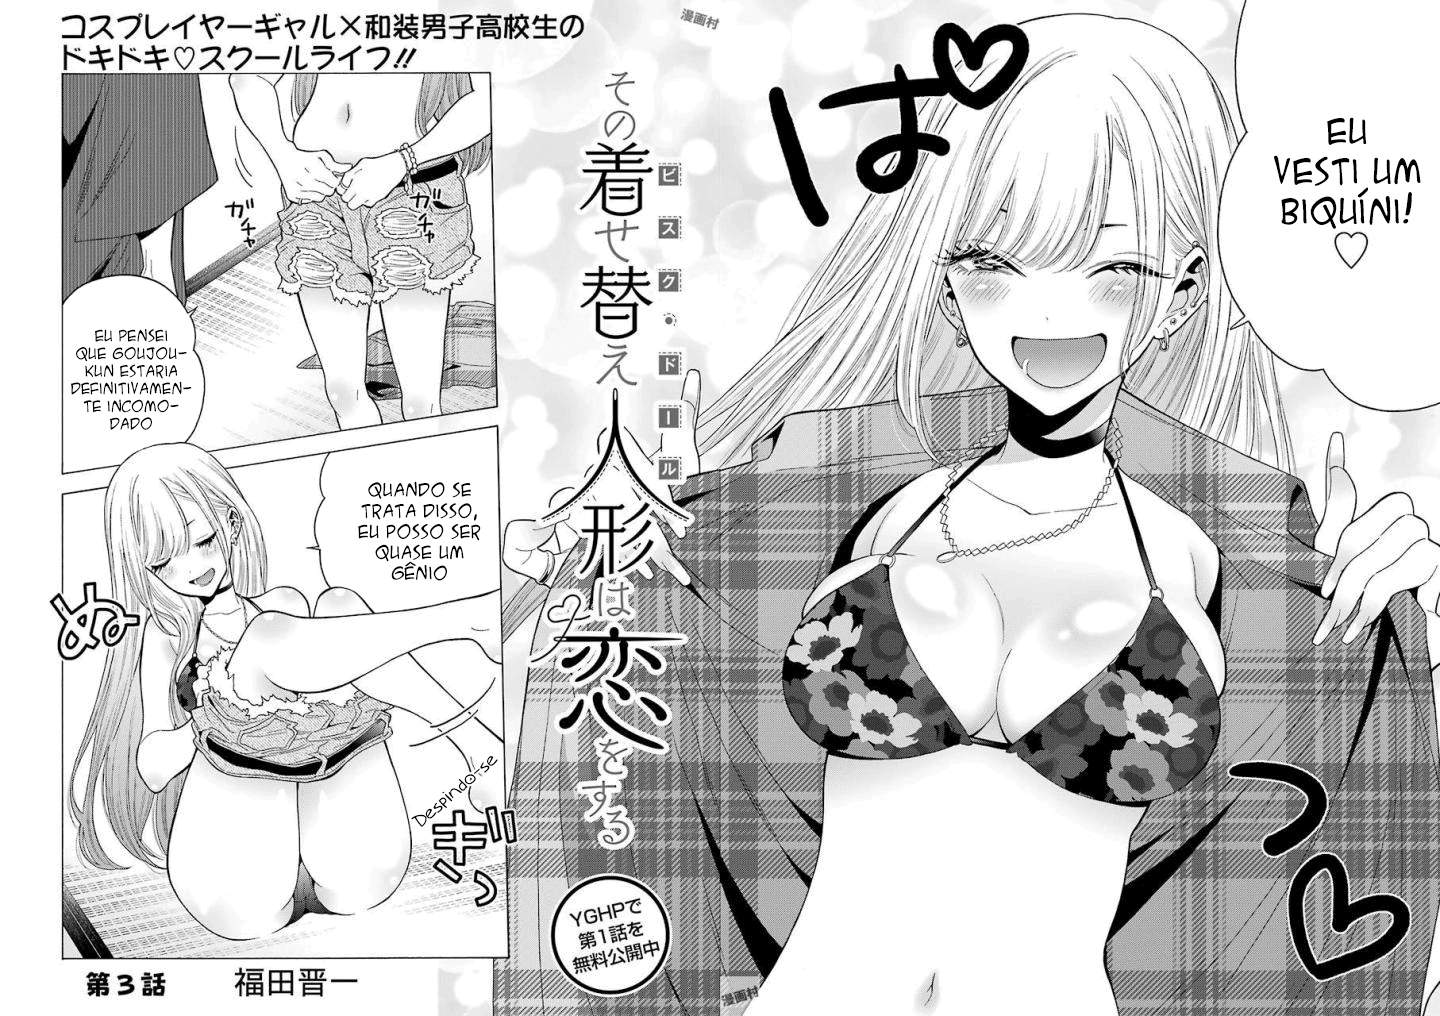 漫画村
EU
VESTI UM
BIQUÍNI!
♡
ぱ♡
っ♡
その着せ替え人形は恋をする
ビスク・ドール
YGHPで
第1話を
無料公開中
漫画村
コスプレイヤーギャル×和装男子高校生の
ドキドキ♡スクールライフ!!
ガチャ
ガチャ
EU PENSEI
QUE GOUJOU-
KUN ESTARIA
DEFINITIVAMEN-
TE INCOMO-
DADO
QUANDO SE
TRATA DISSO,
EU POSSO SER
QUASE UM
GÊNIO
ぬぎっ
Despindo-se
第3話
福田晋一